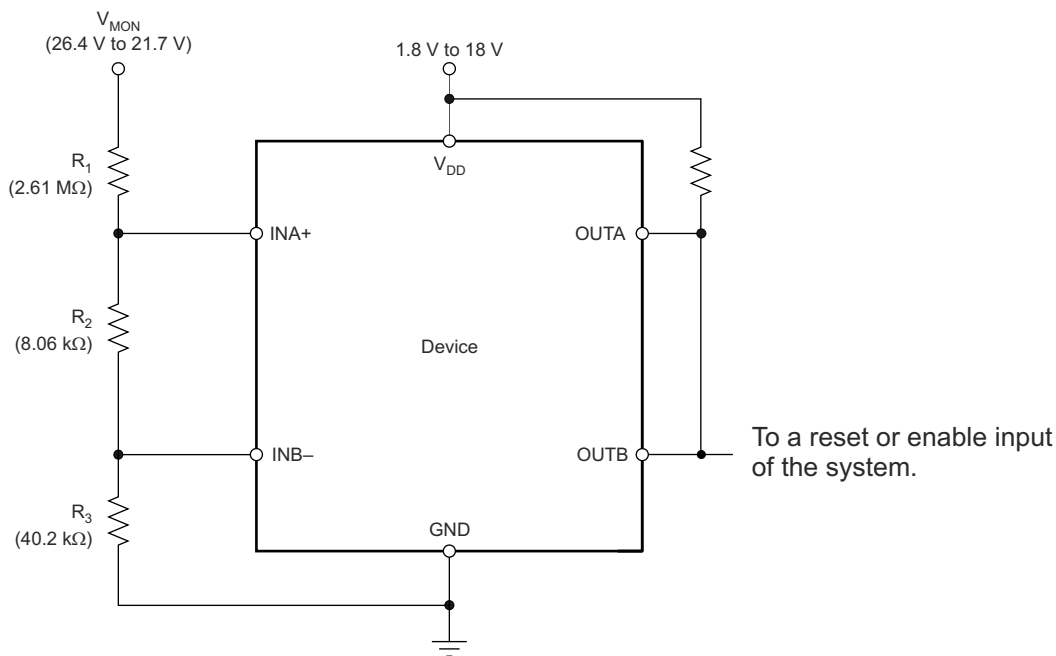 V_MON
(26.4 V to 21.7 V)
1.8 V to 18 V
R_1
(2.61 MΩ)
V_DD
INA+
OUTA
R_2
(8.06 kΩ)
Device
INB–
OUTB
To a reset or enable input
of the system.
R_3
(40.2 kΩ)
GND